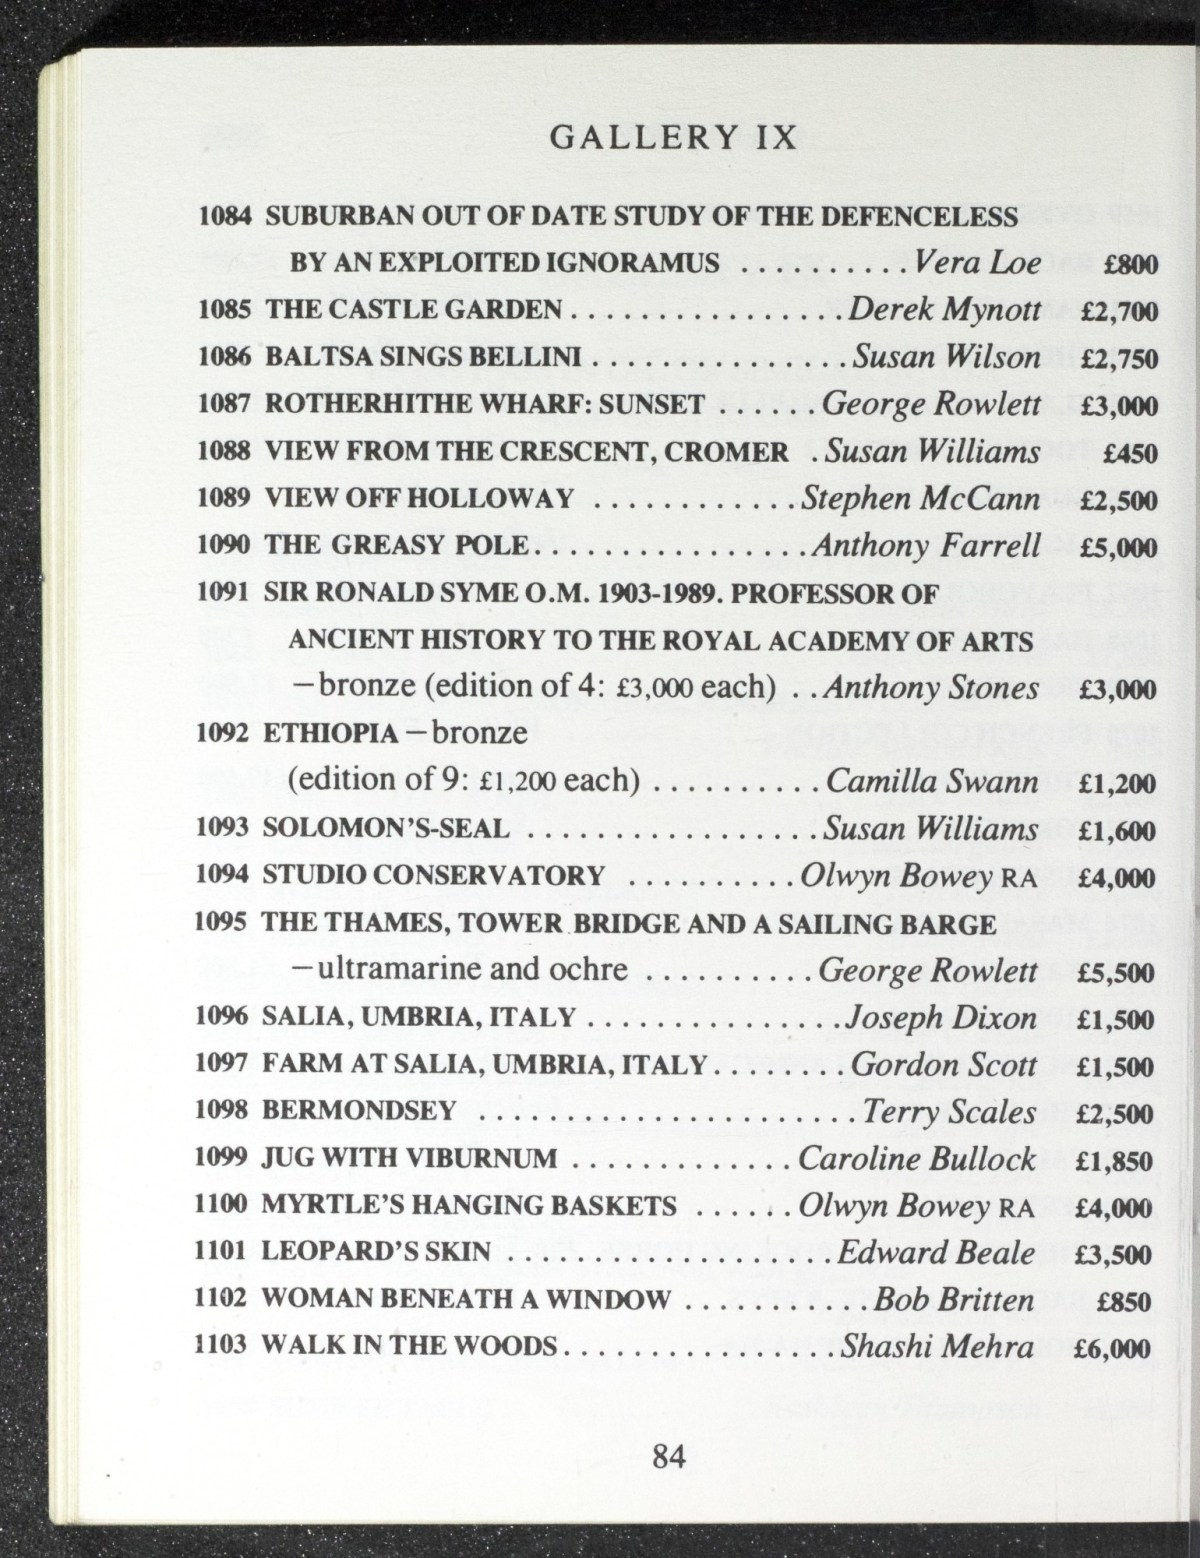 GALLERY IX
1084 SUBURBAN OUT OF DATE STUDY OF THE DEFENCELESS
BY AN EXPLOITED IGNORAMUS .......... Vera Loe £800
1085 THE CASTLE GARDEN ................ Derek Mynott £2,700
1086 BALTSA SINGS BELLINI ............... Susan Wilson £2,750
1087 ROTHERHITHE WHARF: SUNSET ...... George Rowlett £3,000
1088 VIEW FROM THE CRESCENT, CROMER . Susan Williams £450
1089 VIEW OFF HOLLOWAY ............ Stephen McCann £2,500
1090 THE GREASY POLE ................ Anthony Farrell £5,000
1091 SIR RONALD SYME O.M. 1903-1989. PROFESSOR OF
ANCIENT HISTORY TO THE ROYAL ACADEMY OF ARTS
—bronze (edition of 4: £3,000 each) .. Anthony Stones £3,000
1092 ETHIOPIA—bronze
(edition of 9: £1,200 each) .......... Camilla Swann £1,200
1093 SOLOMON'S-SEAL .................. Susan Williams £1,600
1094 STUDIO CONSERVATORY .......... Olwyn Bowey RA £4,000
1095 THE THAMES, TOWER BRIDGE AND A SAILING BARGE
—ultramarine and ochre .......... George Rowlett £5,500
1096 SALIA, UMBRIA, ITALY ............... Joseph Dixon £1,500
1097 FARM AT SALIA, UMBRIA, ITALY ........ Gordon Scott £1,500
1098 BERMONDSEY ....................... Terry Scales £2,500
1099 JUG WITH VIBURNUM ............. Caroline Bullock £1,850
1100 MYRTLE'S HANGING BASKETS ...... Olwyn Bowey RA £4,000
1101 LEOPARD'S SKIN .................... Edward Beale £3,500
1102 WOMAN BENEATH A WINDOW ........... Bob Britten £850
1103 WALK IN THE WOODS ................ Shashi Mehra £6,000
84